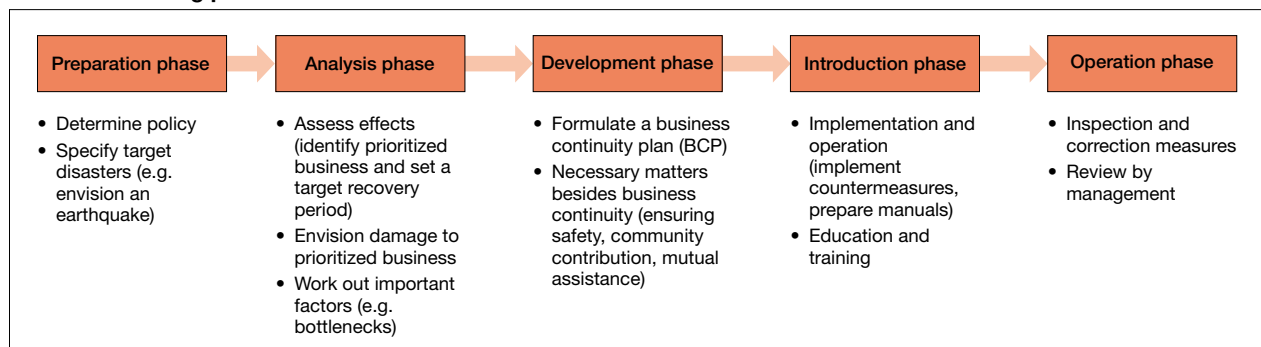 Preparation phase
Analysis phase
Development phase
Introduction phase
Operation phase
• Determine policy
• Specify target
disasters (e.g.
envision an
earthquake)
• Assess effects
(identify prioritized
business and set a
target recovery
period)
• Envision damage to
prioritized business
• Work out important
factors (e.g.
bottlenecks)
• Formulate a business
continuity plan (BCP)
• Necessary matters
besides business
continuity (ensuring
safety, community
contribution, mutual
assistance)
• Implementation and
operation
(implement
countermeasures,
prepare manuals)
• Education and
training
• Inspection and
correction measures
• Review by
management